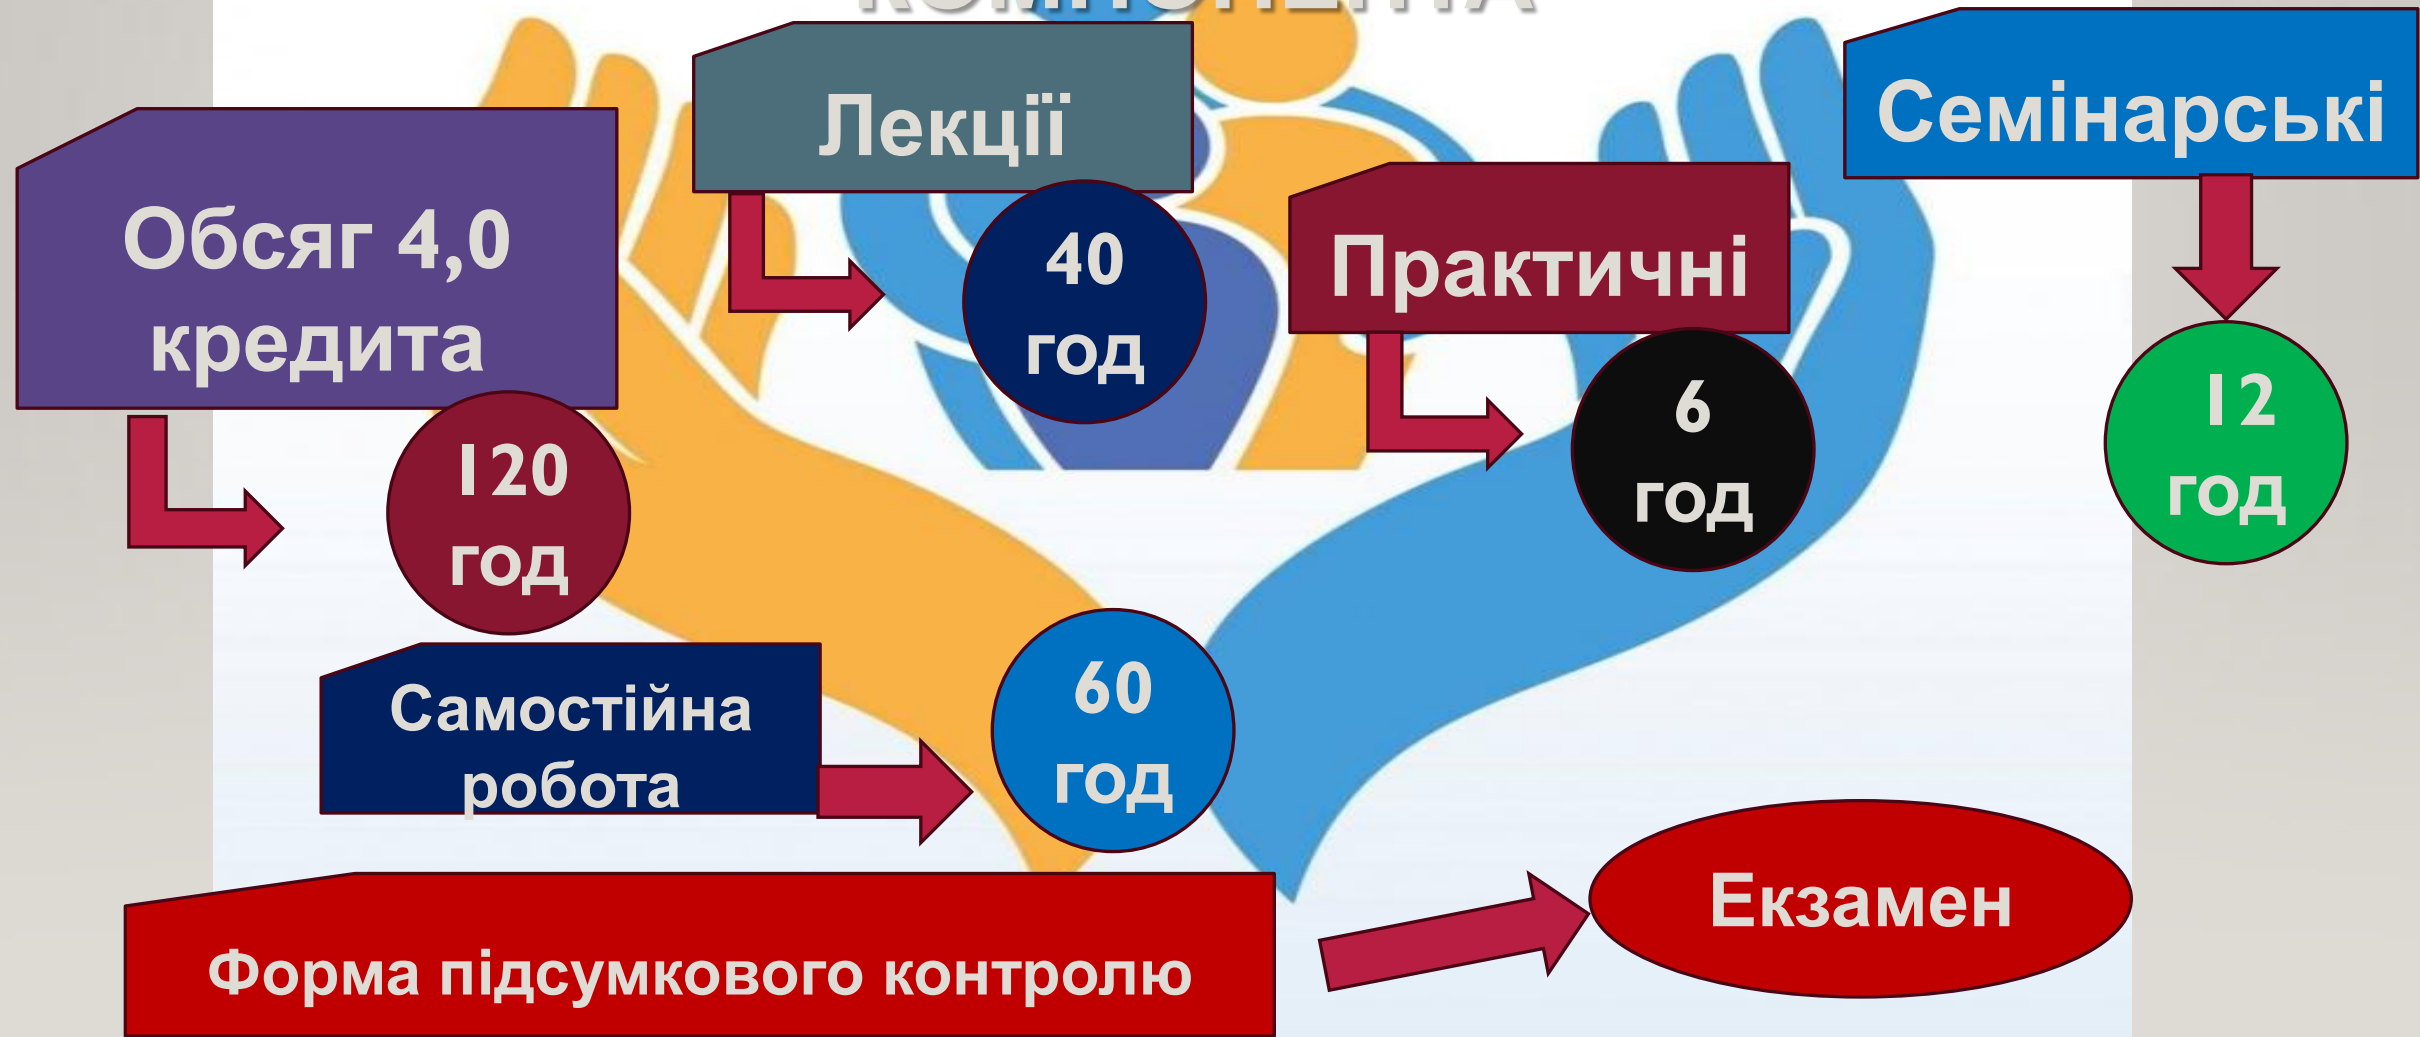 КОМПОНЕНТА
Обсяг 4,0
кредита
120
год
Лекції
40
год
Практичні
6
год
Семінарські
12
год
Самостійна
робота
60
год
Форма підсумкового контролю
Екзамен